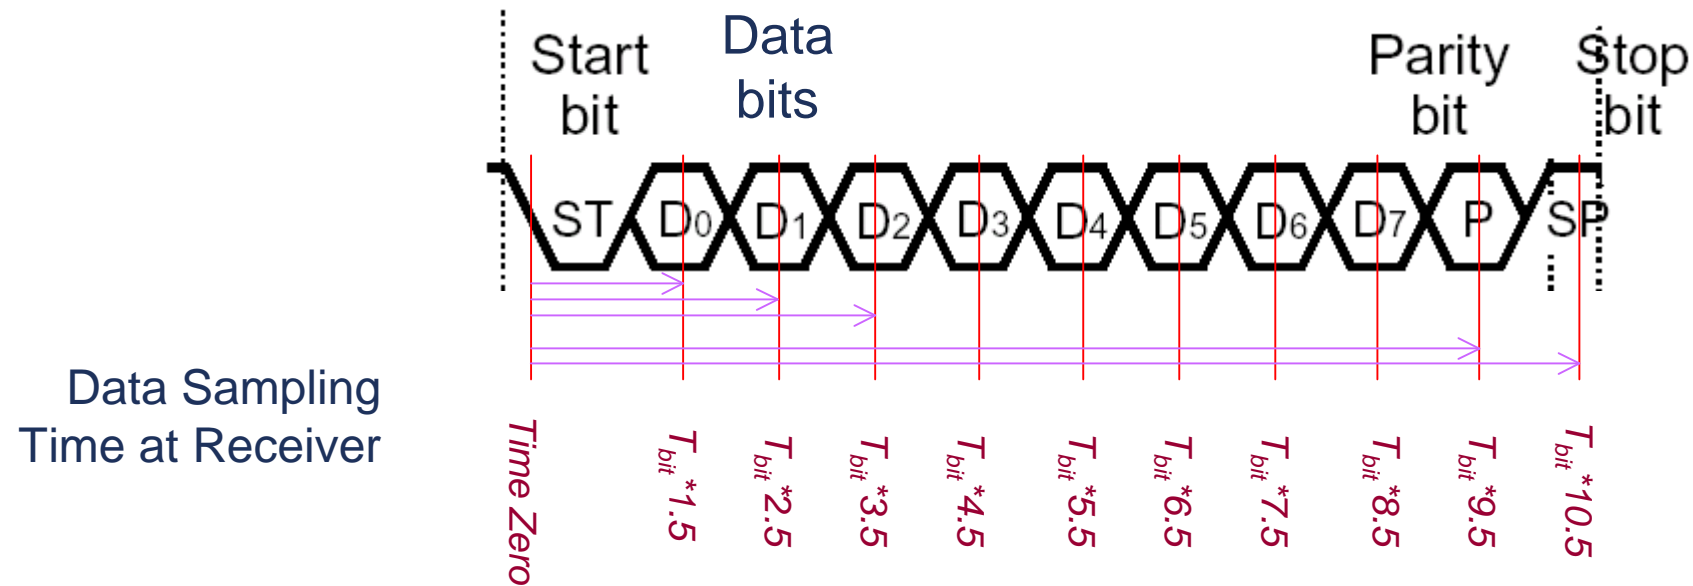 Start
bit
Data
bits
Parity
bit
Stop
bit
ST D0 D1 D2 D3 D4 D5 D6 D7 P SP
Data Sampling
Time at Receiver
Time Zero
Tbit *1.5
Tbit *2.5
Tbit *3.5
Tbit *4.5
Tbit *5.5
Tbit *6.5
Tbit *7.5
Tbit *8.5
Tbit *9.5
Tbit *10.5